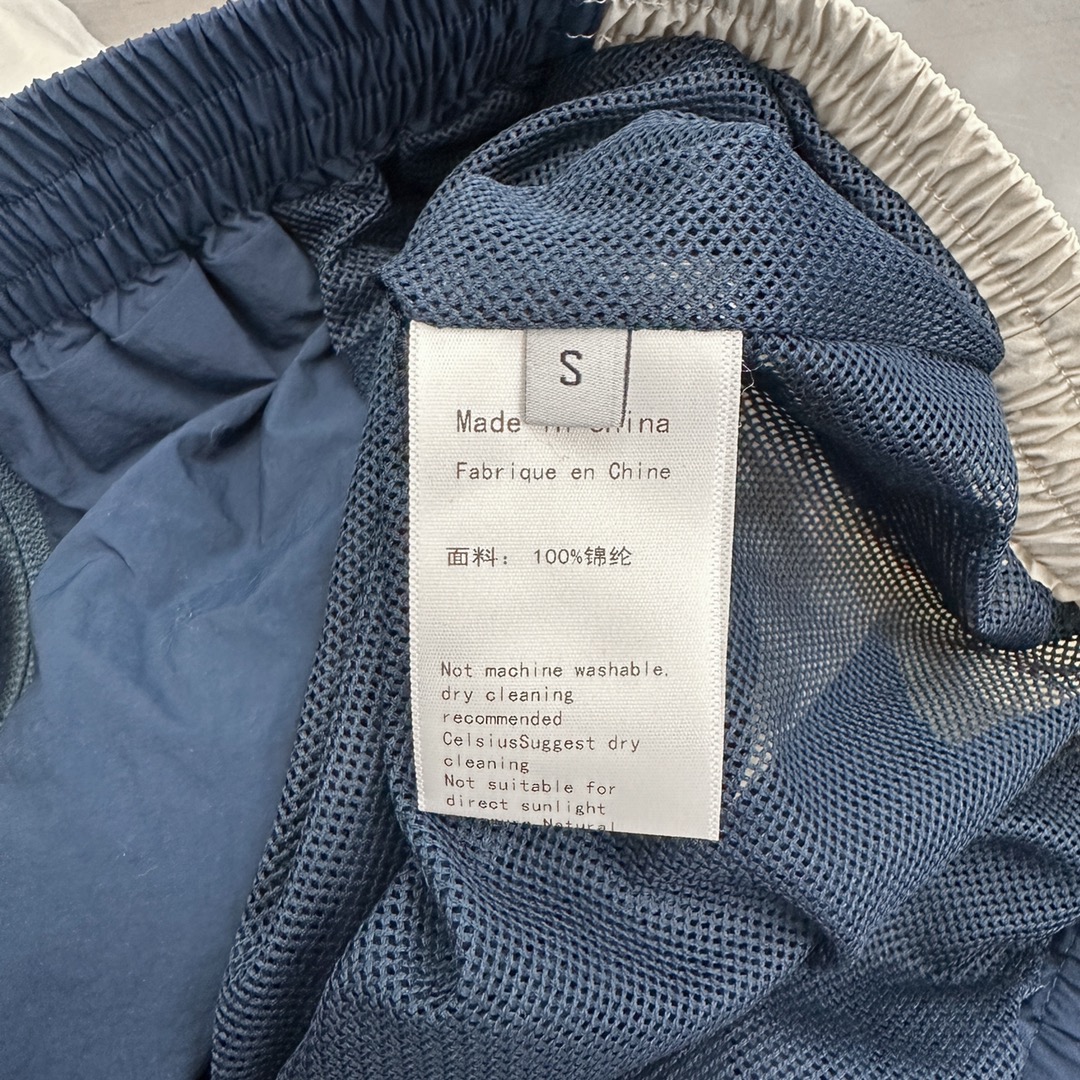 S
Made in China
Fabrique en Chine
面料： 100%锦纶
Not machine washable,
dry cleaning
recommended
CelsiusSuggest dry
cleaning
Not suitable for
direct sunlight
Natural